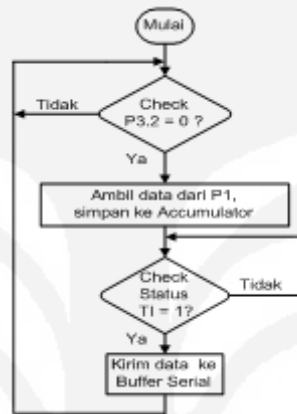 Mulai
Check
P3.2 = 0 ?
Tidak
Ya
Ambil data dari P1,
simpan ke Accumulator
Check
Status
TI = 1?
Tidak
Ya
Kirim data ke
Buffer Serial